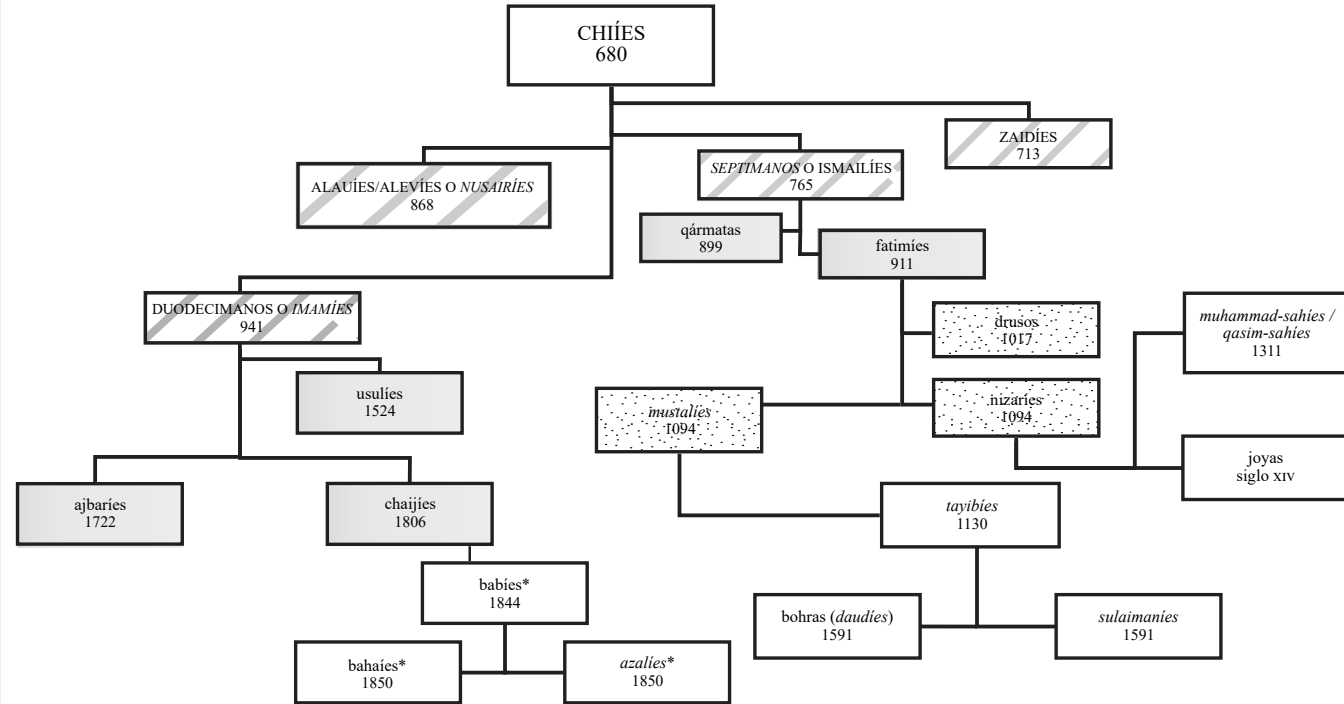 CHIÍES
680
ZAIDÍES
713
SEPTIMANOS O ISMAILÍES
765
ALAUÍES/ALEVÍES O NUSAIRÍES
868
qármatas
899
fatimíes
911
DUODECIMANOS O IMAMÍES
941
drusos
1017
muhammad-sahíes /
qasim-sahíes
1311
usulíes
1524
mustalíes
1094
nizaríes
1094
joyas
siglo XIV
ajbaríes
1722
chaijíes
1806
tayibíes
1130
babíes*
1844
bohras (daudíes)
1591
sulaimaníes
1591
bahaíes*
1850
azalíes*
1850